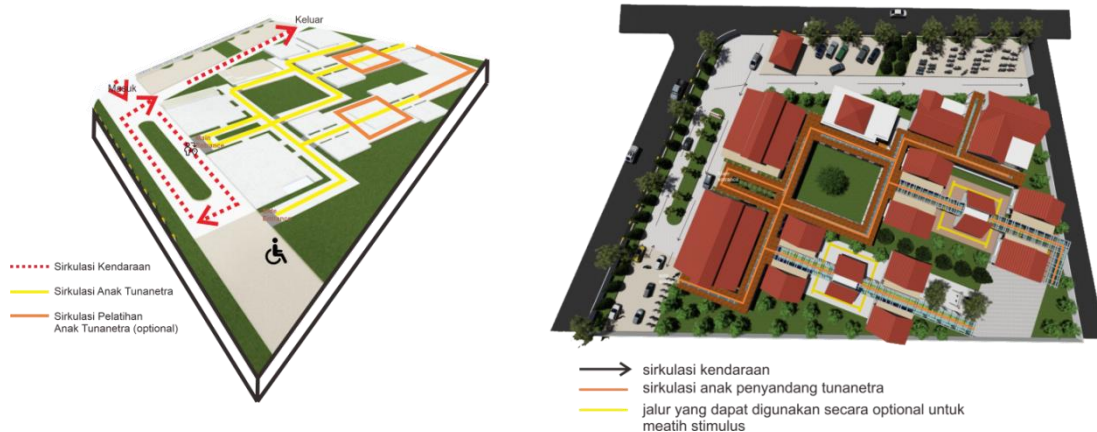 Keluar
Masuk
Sirkulasi Kendaraan
Sirkulasi Anak Tunanetra
Sirkulasi Pelatihan
Anak Tunanetra (optional)
sirkulasi kendaraan
sirkulasi anak penyandang tunanetra
jalur yang dapat digunakan secara optional untuk
meatih stimulus